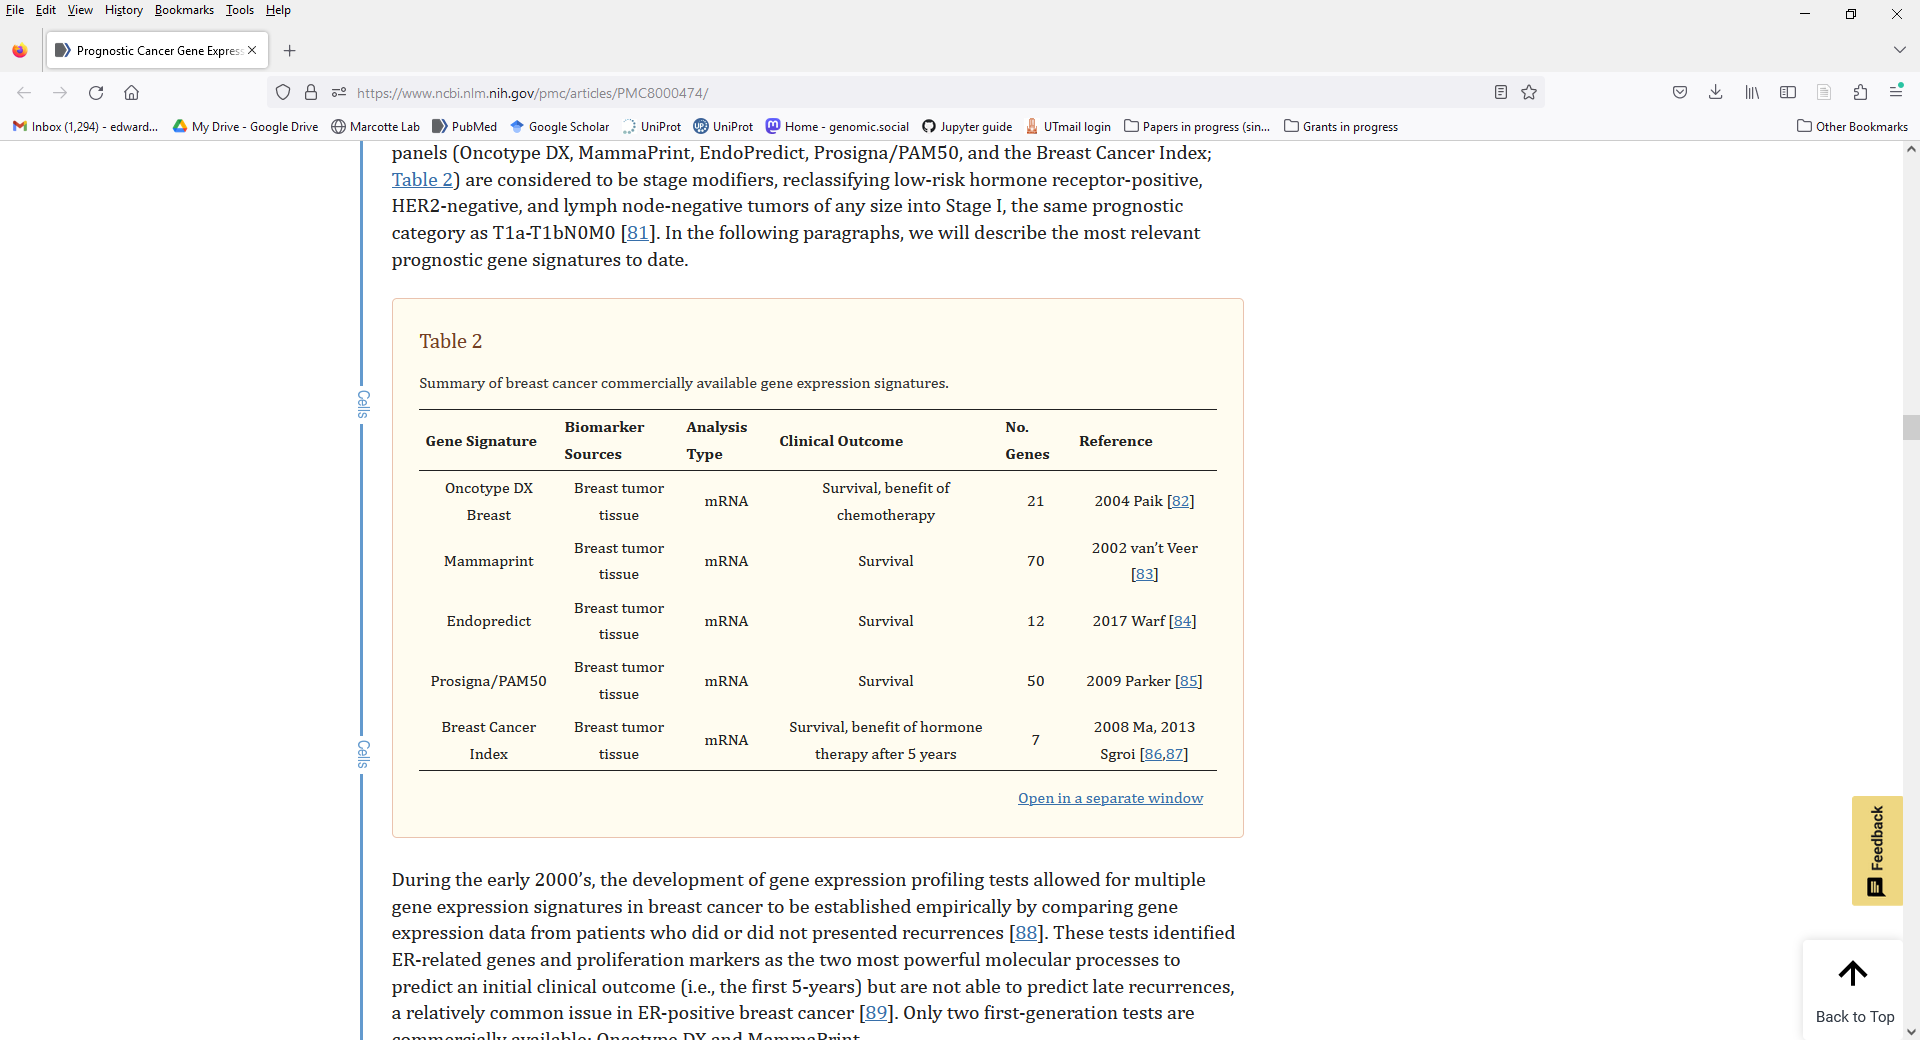 File Edit View History Bookmarks Tools Help
Prognostic Cancer Gene Express
https://www.ncbi.nlm.nih.gov/pmc/articles/PMC8000474/
Inbox (1,294) - edward... My Drive - Google Drive Marcotte Lab PubMed Google Scholar UniProt UniProt Home - genomic.social Jupyter guide UTmail login Papers in progress (sin... Grants in progress Other Bookmarks
panels (Oncotype DX, MammaPrint, EndoPredict, Prosigna/PAM50, and the Breast Cancer Index;
Table 2) are considered to be stage modifiers, reclassifying low-risk hormone receptor-positive,
HER2-negative, and lymph node-negative tumors of any size into Stage I, the same prognostic
category as T1a-T1bN0M0 [81]. In the following paragraphs, we will describe the most relevant
prognostic gene signatures to date.
Table 2
Summary of breast cancer commercially available gene expression signatures.
Gene Signature Biomarker Sources Analysis Type Clinical Outcome No. Genes Reference
Oncotype DX Breast Breast tumor tissue mRNA Survival, benefit of chemotherapy 21 2004 Paik [82]
Mammaprint Breast tumor tissue mRNA Survival 70 2002 van’t Veer [83]
Endopredict Breast tumor tissue mRNA Survival 12 2017 Warf [84]
Prosigna/PAM50 Breast tumor tissue mRNA Survival 50 2009 Parker [85]
Breast Cancer Index Breast tumor tissue mRNA Survival, benefit of hormone therapy after 5 years 7 2008 Ma, 2013 Sgroi [86,87]
Open in a separate window
During the early 2000’s, the development of gene expression profiling tests allowed for multiple
gene expression signatures in breast cancer to be established empirically by comparing gene
expression data from patients who did or did not presented recurrences [88]. These tests identified
ER-related genes and proliferation markers as the two most powerful molecular processes to
predict an initial clinical outcome (i.e., the first 5-years) but are not able to predict late recurrences,
a relatively common issue in ER-positive breast cancer [89]. Only two first-generation tests are
commercially available: Oncotype DX and MammaPrint.
Cells
Cells
Feedback
Back to Top